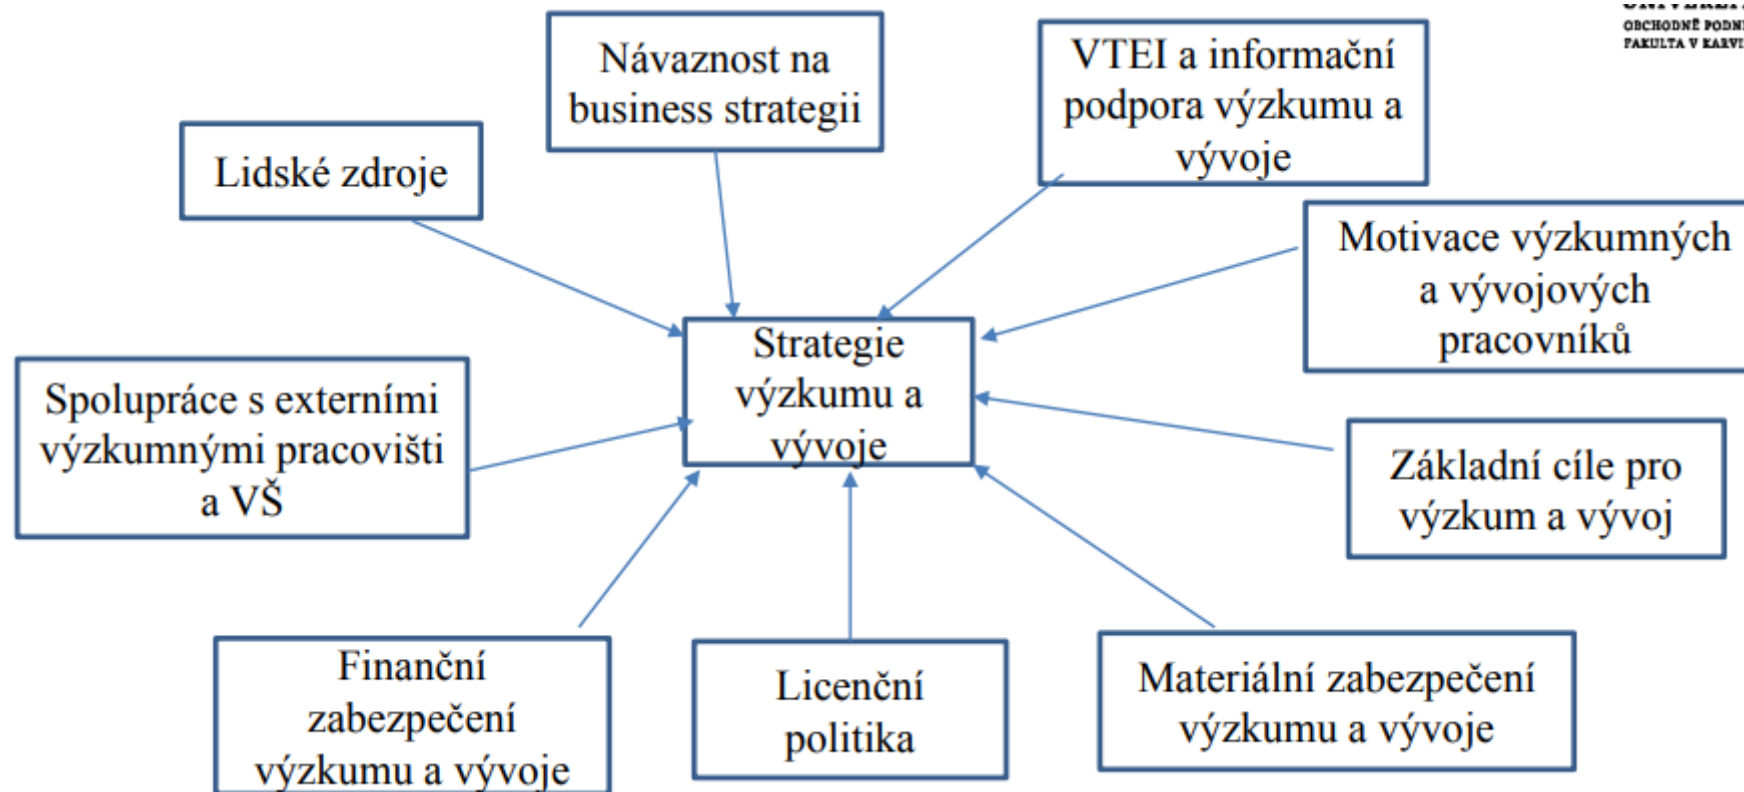 OBCHODNĚ
FAKULTA V
Návaznost na
business strategii
VTEI a informační
podpora výzkumu a
vývoje
Lidské zdroje
Motivace výzkumných
a vývojových
pracovníků
Strategie
výzkumu a
vývoje
Spolupráce s externími
výzkumnými pracovišti
a VŠ
Základní cíle pro
výzkum a vývoj
Finanční
zabezpečení
výzkumu a vývoje
Licenční
politika
Materiální zabezpečení
výzkumu a vývoje